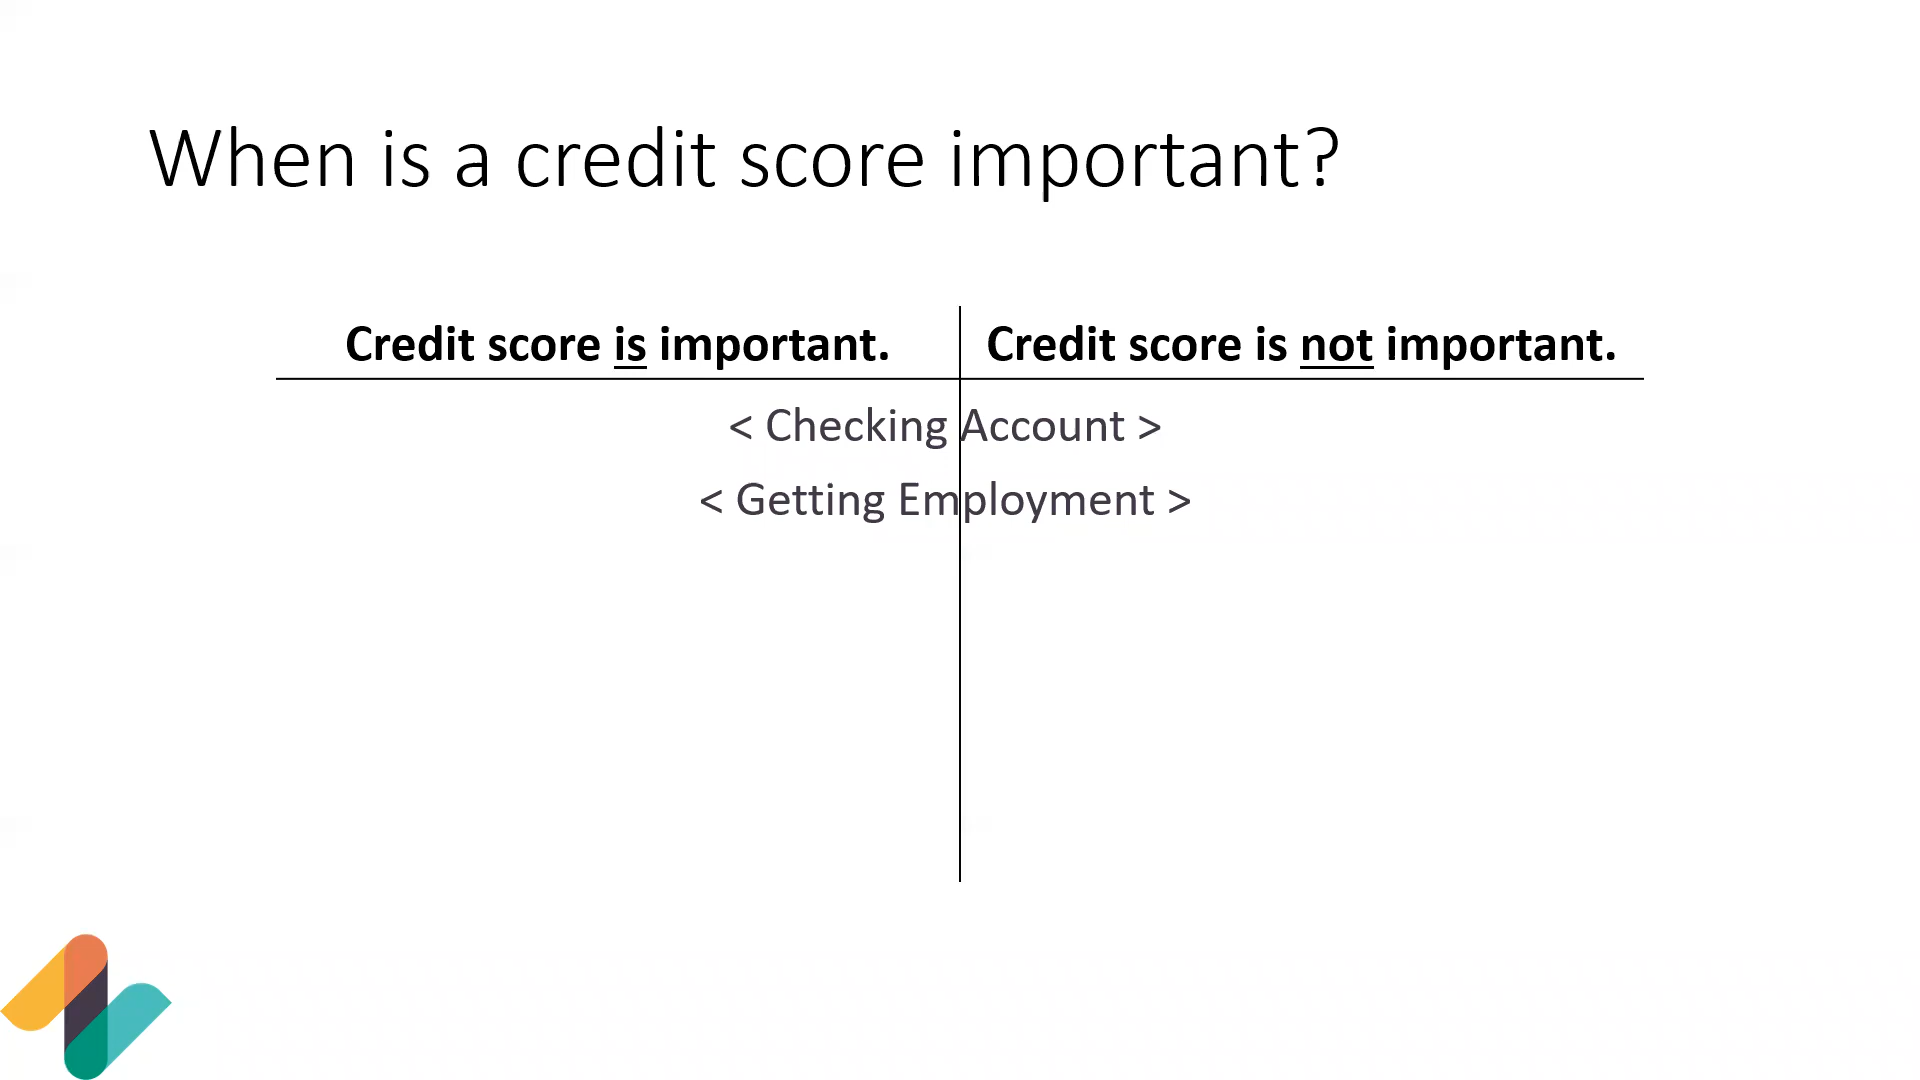 When is a credit score important?
Credit score is important.
Credit score is not important.
< Checking Account >
< Getting Employment >